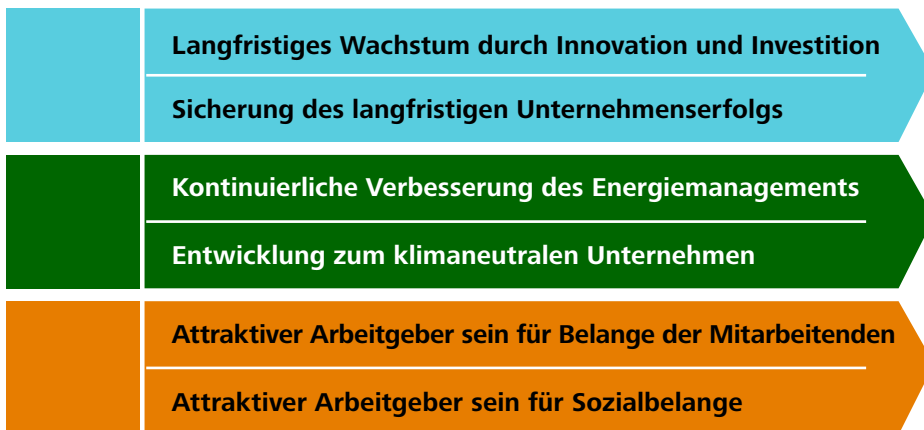 Langfristiges Wachstum durch Innovation und Investition
Sicherung des langfristigen Unternehmenserfolgs
Kontinuierliche Verbesserung des Energiemanagements
Entwicklung zum klimaneutralen Unternehmen
Attraktiver Arbeitgeber sein für Belange der Mitarbeitenden
Attraktiver Arbeitgeber sein für Sozialbelange